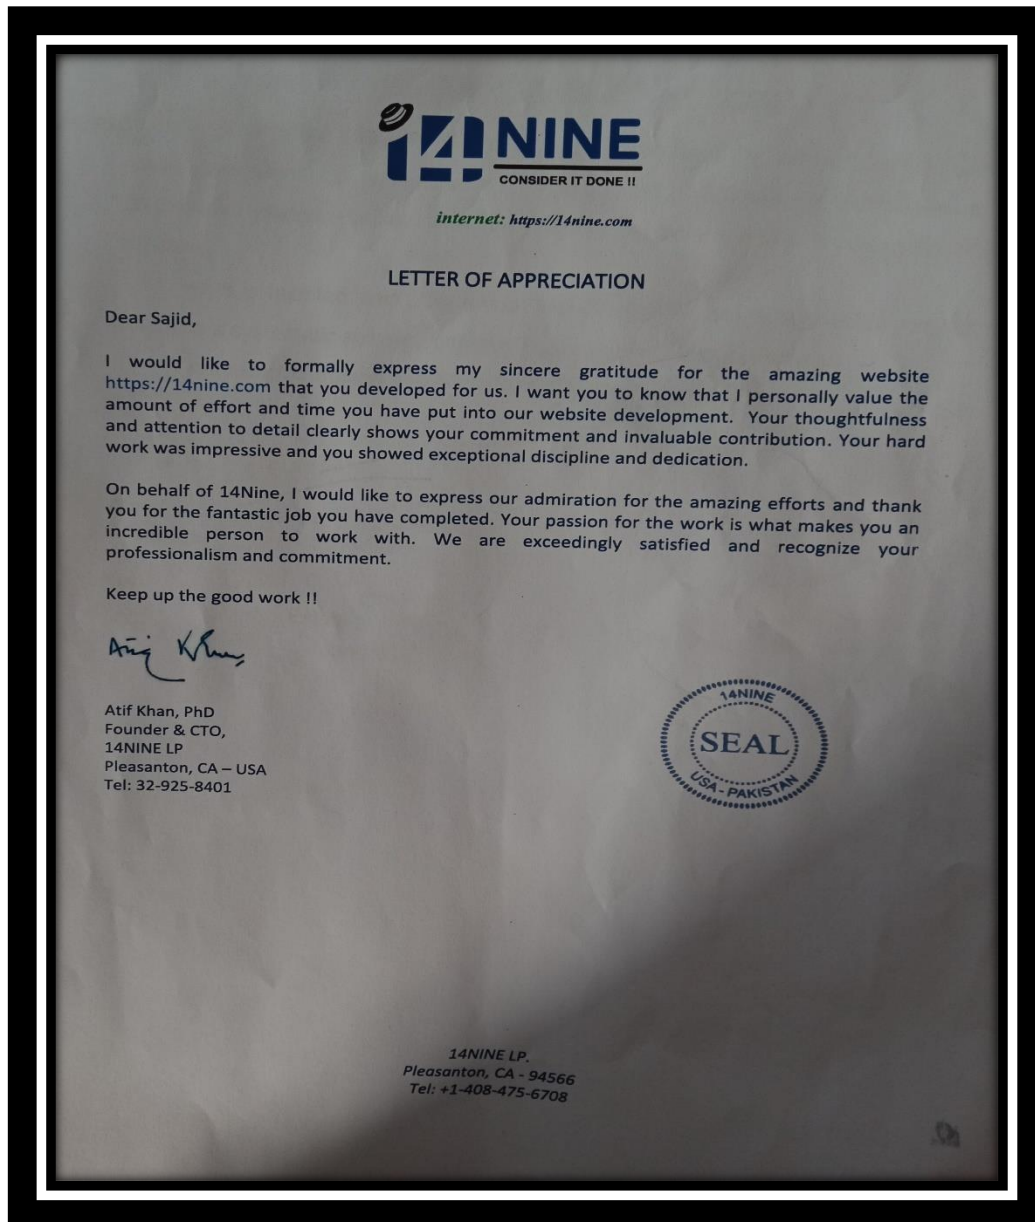 14 NINE
CONSIDER IT DONE !!
internet: https://14nine.com
LETTER OF APPRECIATION
Dear Sajid,
I would like to formally express my sincere gratitude for the amazing website
https://14nine.com that you developed for us. I want you to know that I personally value the
amount of effort and time you have put into our website development. Your thoughtfulness
and attention to detail clearly shows your commitment and invaluable contribution. Your hard
work was impressive and you showed exceptional discipline and dedication.
On behalf of 14Nine, I would like to express our admiration for the amazing efforts and thank
you for the fantastic job you have completed. Your passion for the work is what makes you an
incredible person to work with. We are exceedingly satisfied and recognize your
professionalism and commitment.
Keep up the good work !!
Atif Khan, PhD
Founder & CTO,
14NINE LP
Pleasanton, CA – USA
Tel: 32-925-8401
14NINE
SEAL
USA - PAKISTAN
14NINE LP.
Pleasanton, CA - 94566
Tel: +1-408-475-6708